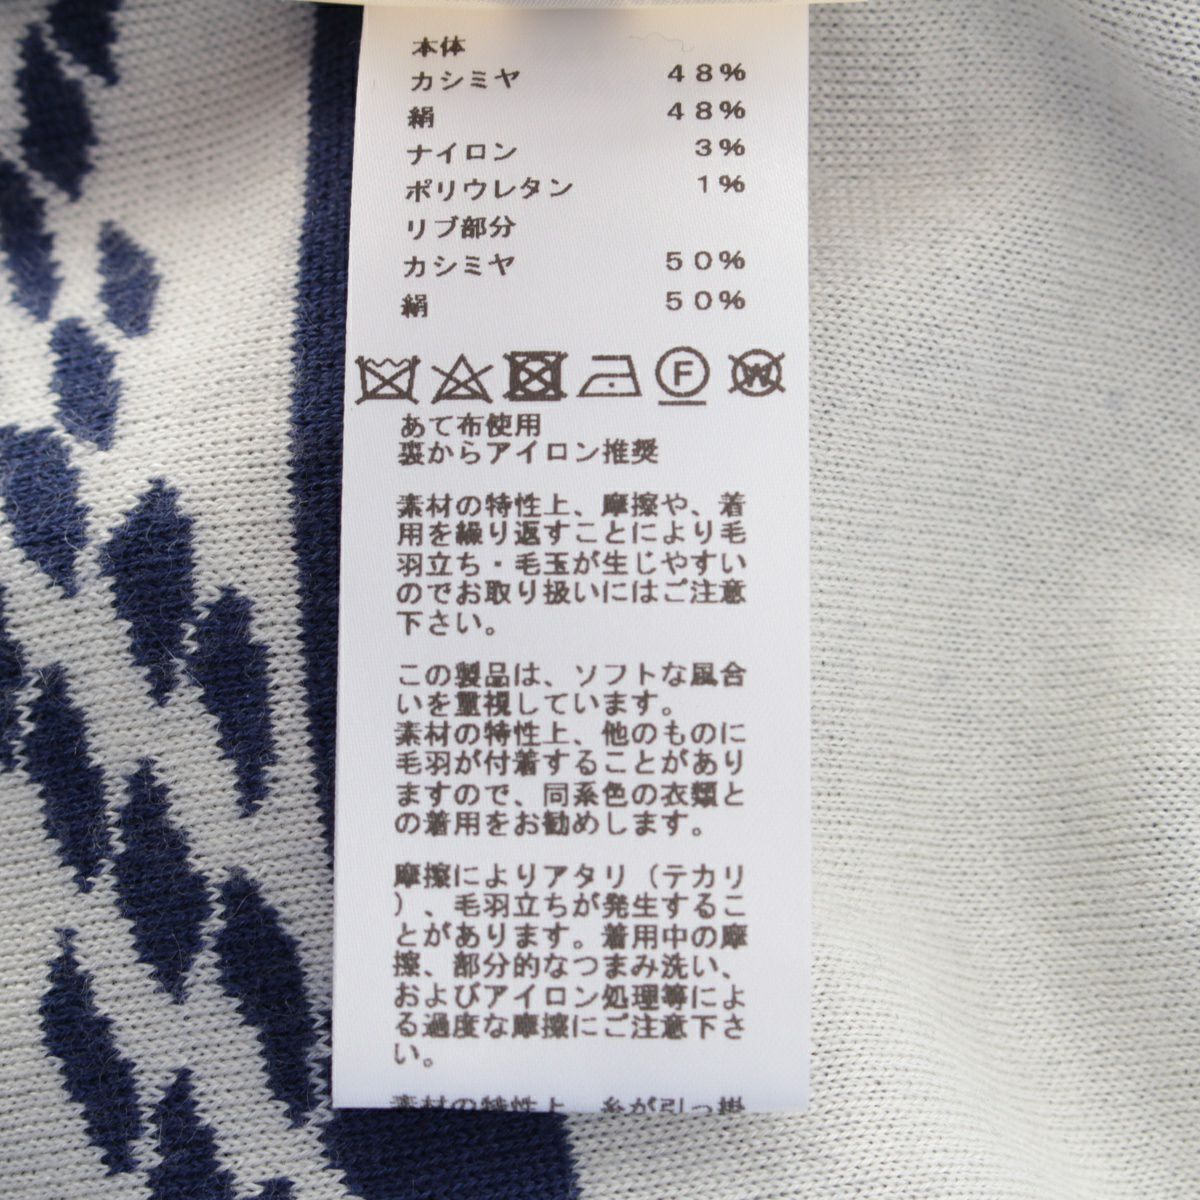 本体
カシミヤ 48%
絹 48%
ナイロン 3%
ポリウレタン 1%
リブ部分
カシミヤ 50%
絹 50%
F W
あて布使用
裏からアイロン推奨
素材の特性上、摩擦や、着
用を繰り返すことにより毛
羽立ち・毛玉が生じやすい
のでお取り扱いにはご注意
下さい。
この製品は、ソフトな風合
いを重視しています。
素材の特性上、他のものに
毛羽が付着することがあり
ますので、同系色の衣類と
の着用をお勧めします。
摩擦によりアタリ（テカリ
）、毛羽立ちが発生するこ
とがあります。着用中の摩
擦、部分的なつまみ洗い、
およびアイロン処理等によ
る過度な摩擦にご注意下さ
い。
素材の特性上、糸が引っ掛